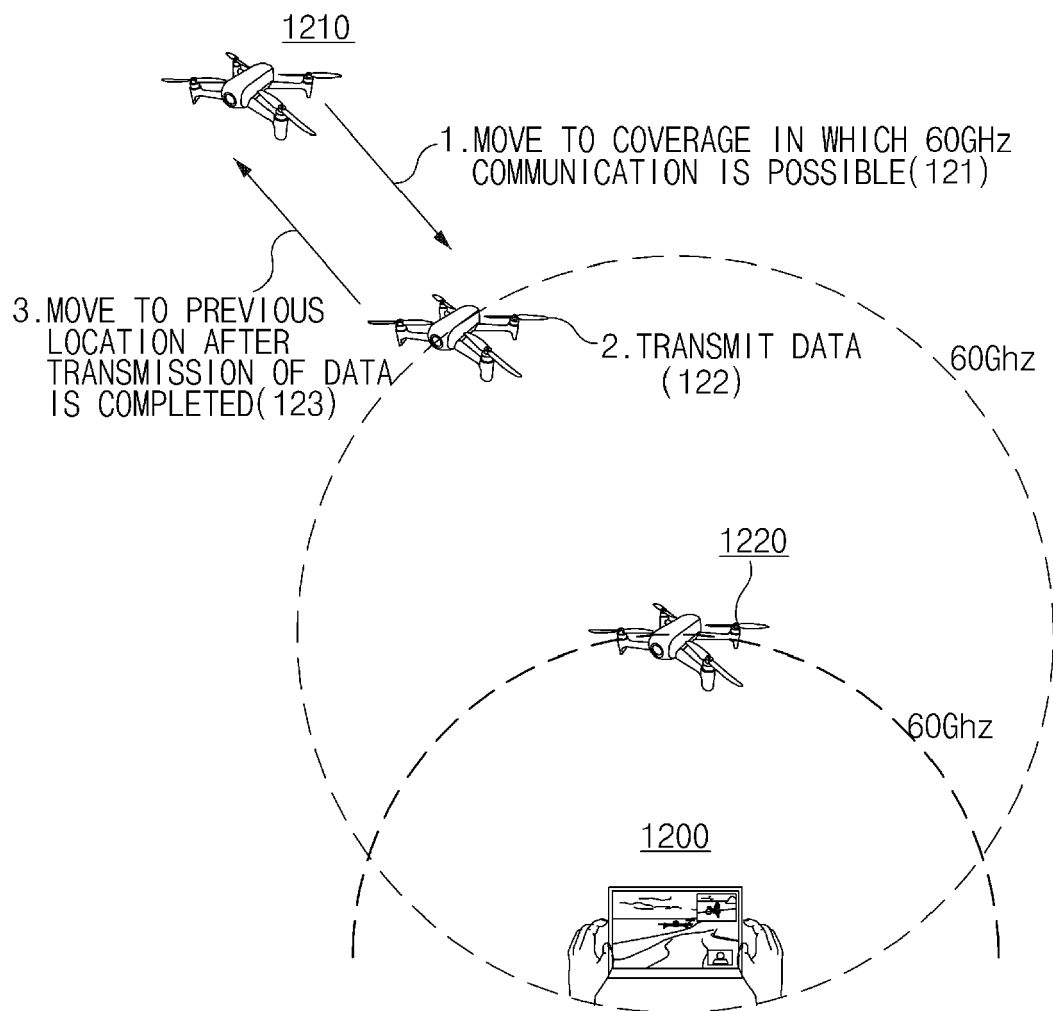 1210
1.MOVE TO COVERAGE IN WHICH 60GHz
COMMUNICATION IS POSSIBLE(121)
3.MOVE TO PREVIOUS
LOCATION AFTER
TRANSMISSION OF DATA
IS COMPLETED(123)
2.TRANSMIT DATA
(122)
60Ghz
1220
60Ghz
1200